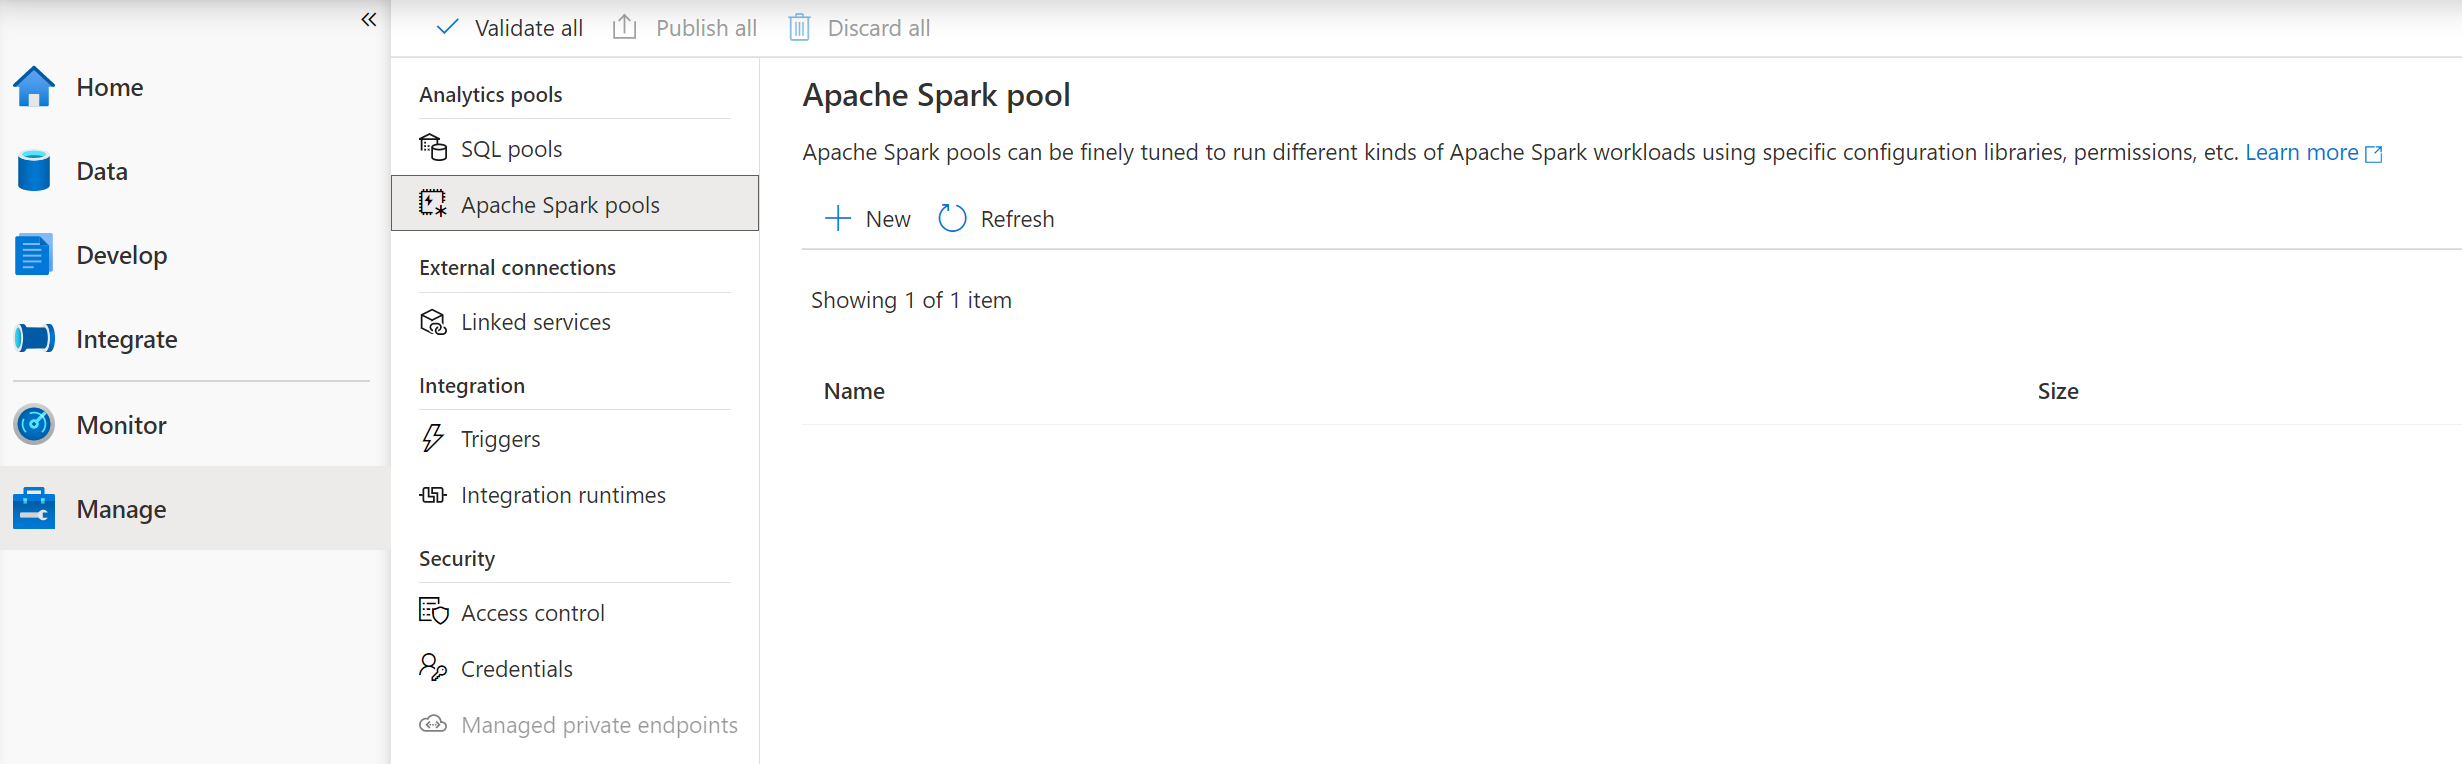 «
Home
Data
Develop
Integrate
Monitor
Manage
Validate all Publish all Discard all
Analytics pools
SQL pools
Apache Spark pools
External connections
Linked services
Integration
Triggers
Integration runtimes
Security
Access control
Credentials
Managed private endpoints
Apache Spark pool
Apache Spark pools can be finely tuned to run different kinds of Apache Spark workloads using specific configuration libraries, permissions, etc. Learn more
New Refresh
Showing 1 of 1 item
Name Size